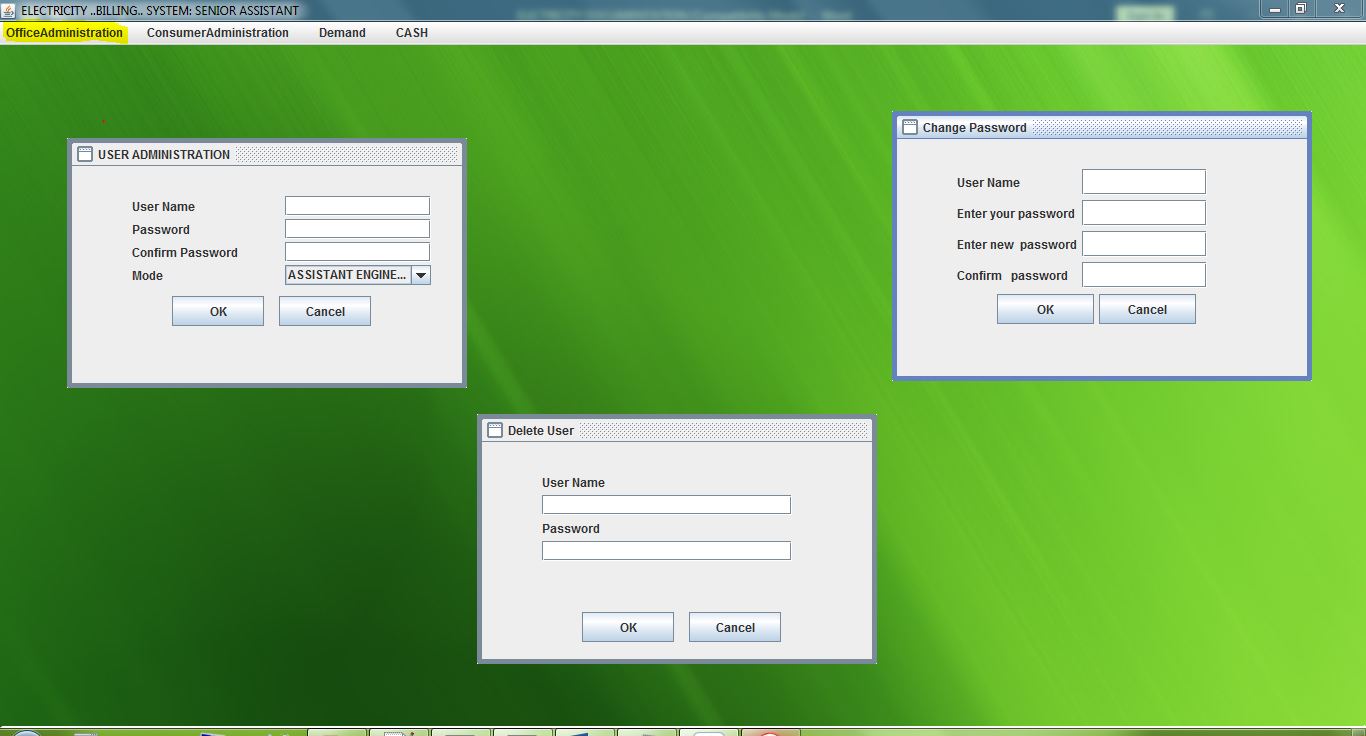 ELECTRICITY ..BILLING.. SYSTEM: SENIOR ASSISTANT
OfficeAdministration ConsumerAdministration Demand CASH
USER ADMINISTRATION
User Name
Password
Confirm Password
Mode ASSISTANT ENGINE...
OK Cancel
Change Password
User Name
Enter your password
Enter new password
Confirm password
OK Cancel
Delete User
User Name
Password
OK Cancel